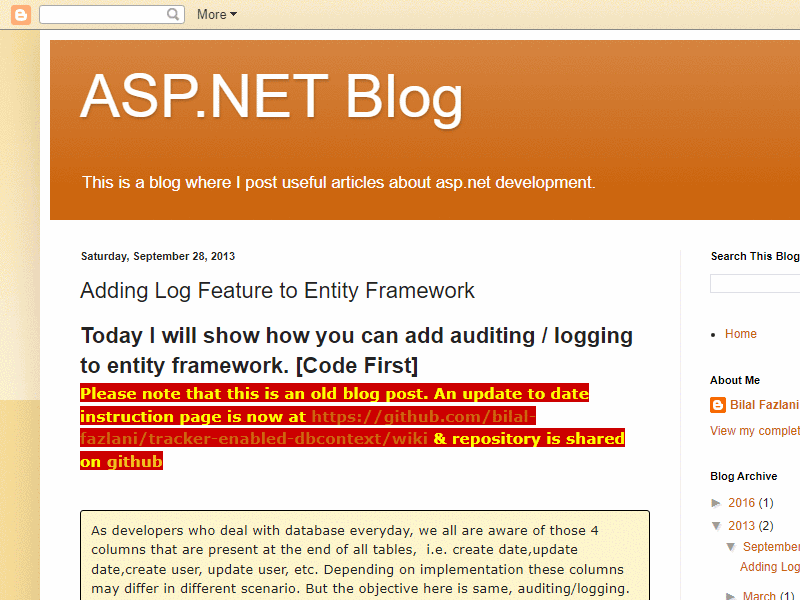 More
ASP.NET Blog
This is a blog where I post useful articles about asp.net development.
Saturday, September 28, 2013
Adding Log Feature to Entity Framework
Today I will show how you can add auditing / logging
to entity framework. [Code First]
Please note that this is an old blog post. An update to date
instruction page is now at https://github.com/bilal-
fazlani/tracker-enabled-dbcontext/wiki & repository is shared
on github
As developers who deal with database everyday, we all are aware of those 4
columns that are present at the end of all tables,  i.e. create date,update
date,create user, update user, etc. Depending on implementation these columns
may differ in different scenario. But the objective here is same, auditing/logging.
Search This Blog
Home
About Me
Bilal Fazlani
View my complet
Blog Archive
► 2016 (1)
▼ 2013 (2)
▼ September
Adding Log
► March (1)